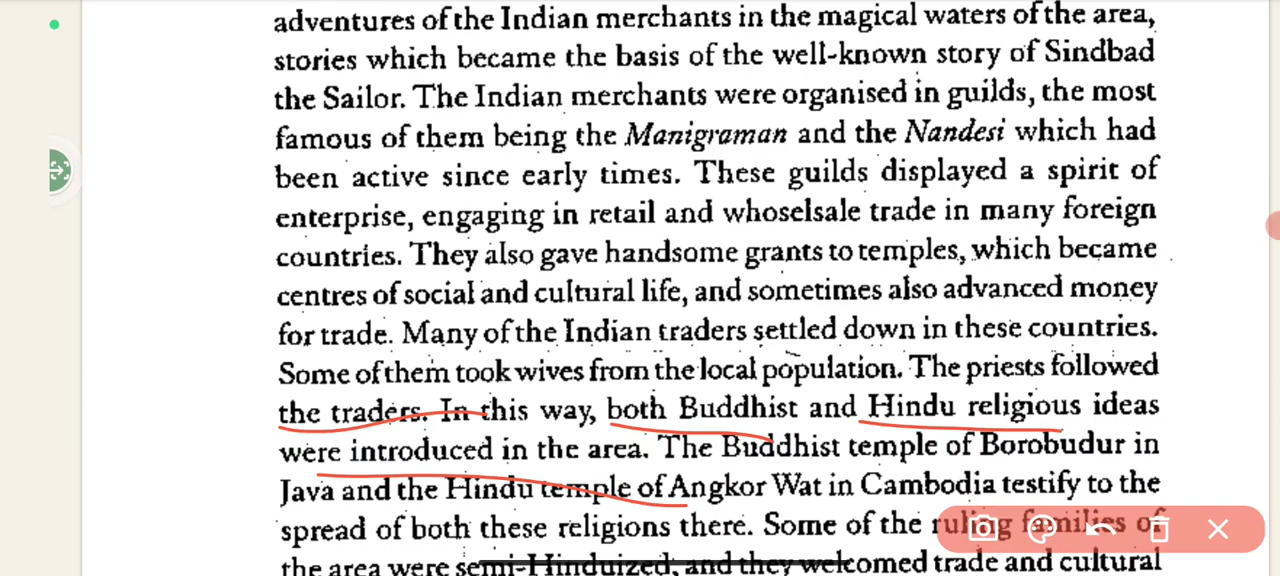 adventures of the Indian merchants in the magical waters of the area,
stories which became the basis of the well-known story of Sindbad
the Sailor. The Indian merchants were organised in guilds, the most
famous of them being the Manigraman and the Nandesi which had
been active since early times. These guilds displayed a spirit of
enterprise, engaging in retail and whoselsale trade in many foreign
countries. They also gave handsome grants to temples, which became
centres of social and cultural life, and sometimes also advanced money
for trade. Many of the Indian traders settled down in these countries.
Some of them took wives from the local population. The priests followed
the traders. In this way, both Buddhist and Hindu religious ideas
were introduced in the area. The Buddhist temple of Borobudur in
Java and the Hindu temple of Angkor Wat in Cambodia testify to the
spread of both these religions there. Some of the ruling families of
the area were semi-Hinduized, and they welcomed trade and cultural